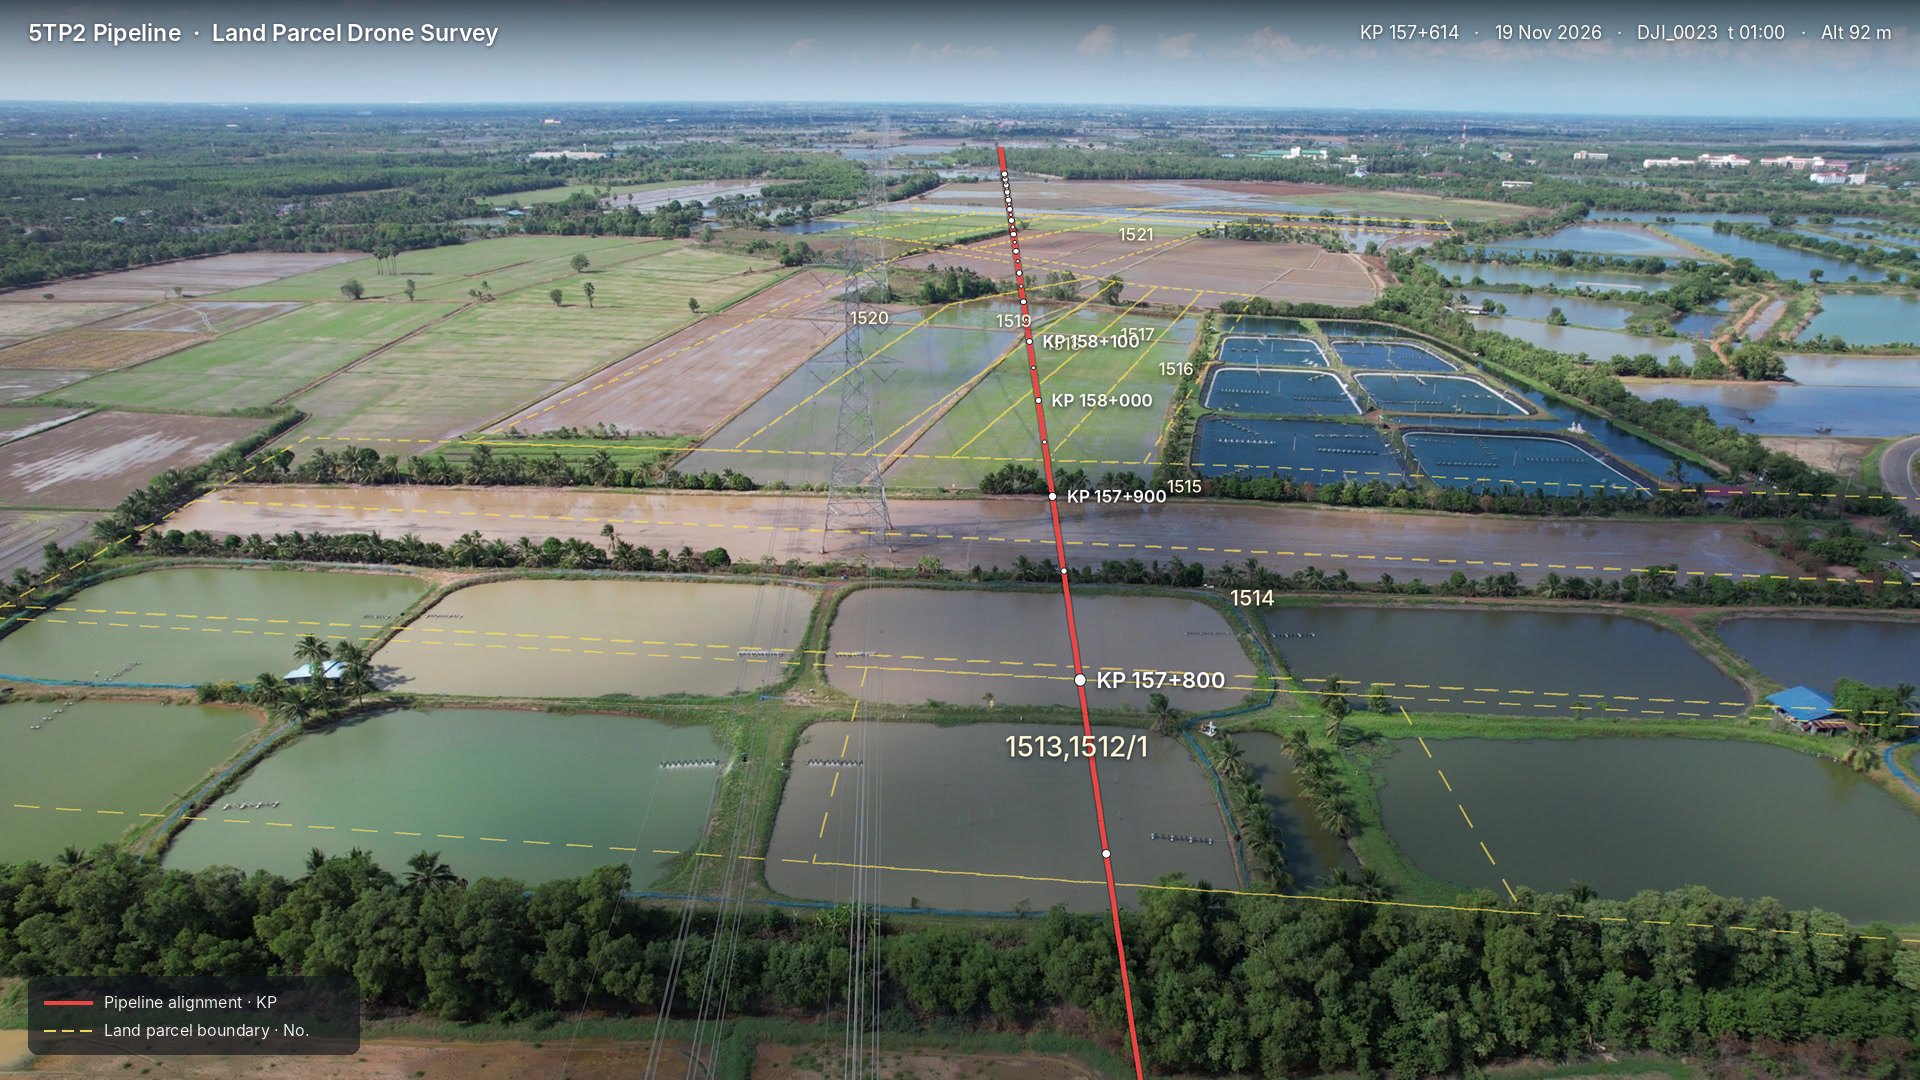 5TP2 Pipeline · Land Parcel Drone Survey
KP 157+614 · 19 Nov 2026 · DJI_0023 t 01:00 · Alt 92 m
1521
1520
1519
1517
KP 158+100
1516
KP 158+000
1515
KP 157+900
1514
KP 157+800
1513,1512/1
Pipeline alignment · KP
Land parcel boundary · No.